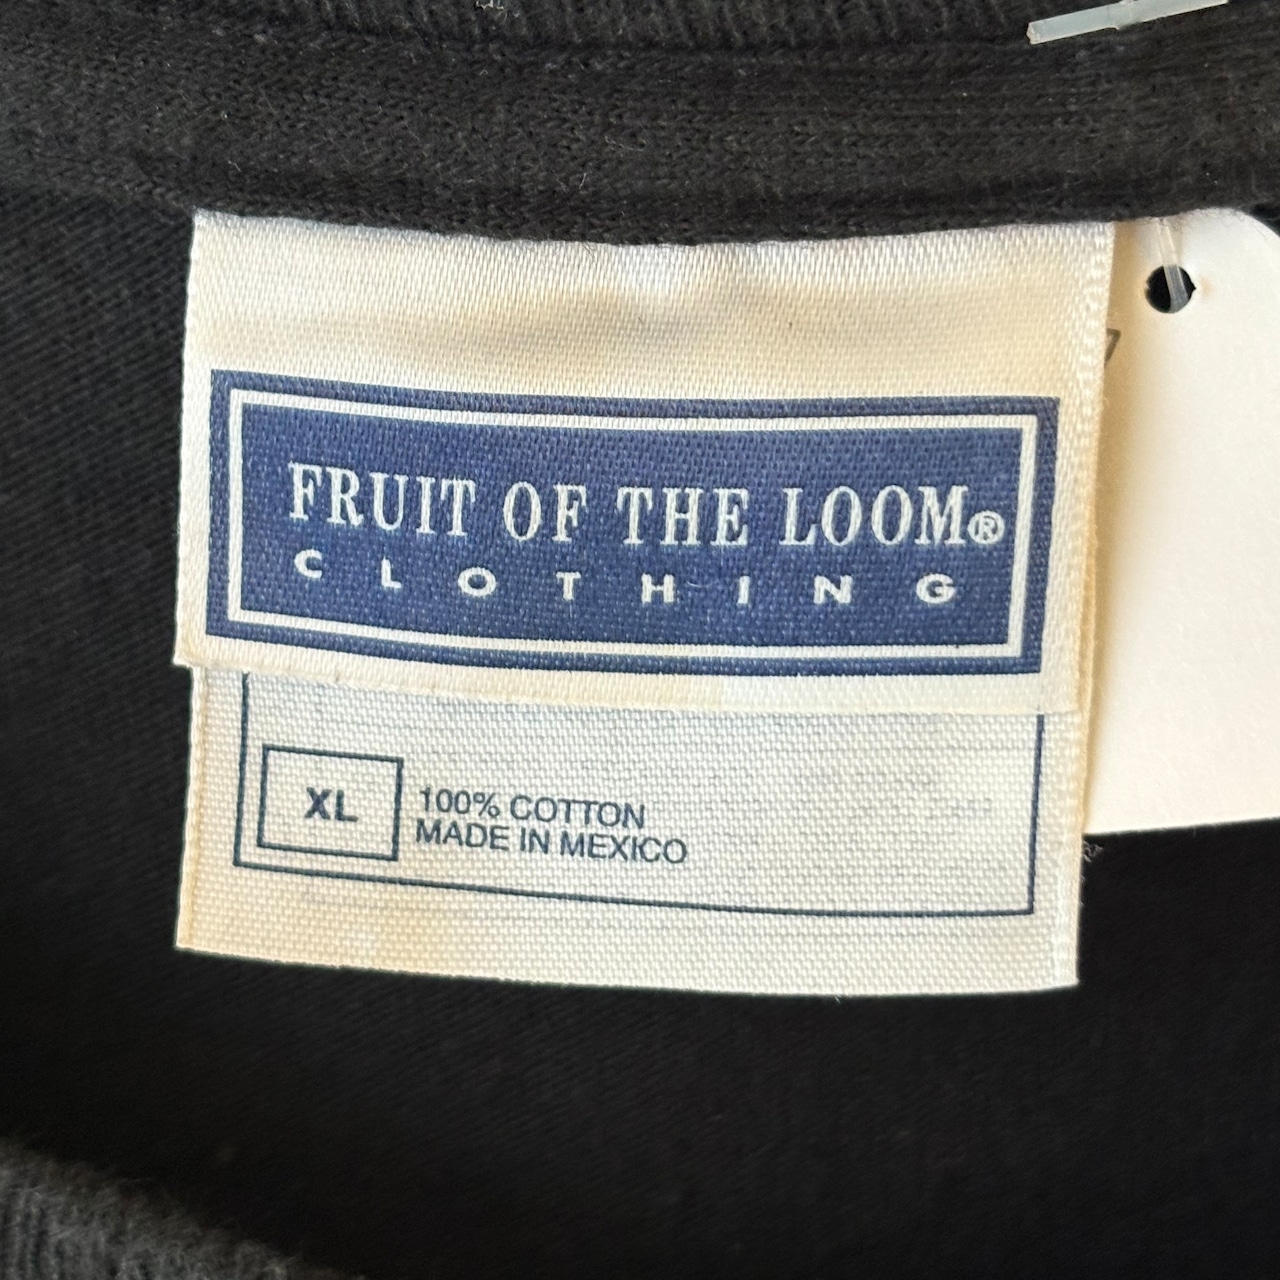 FRUIT OF THE LOOM®
CLOTHING
XL
100% COTTON
MADE IN MEXICO